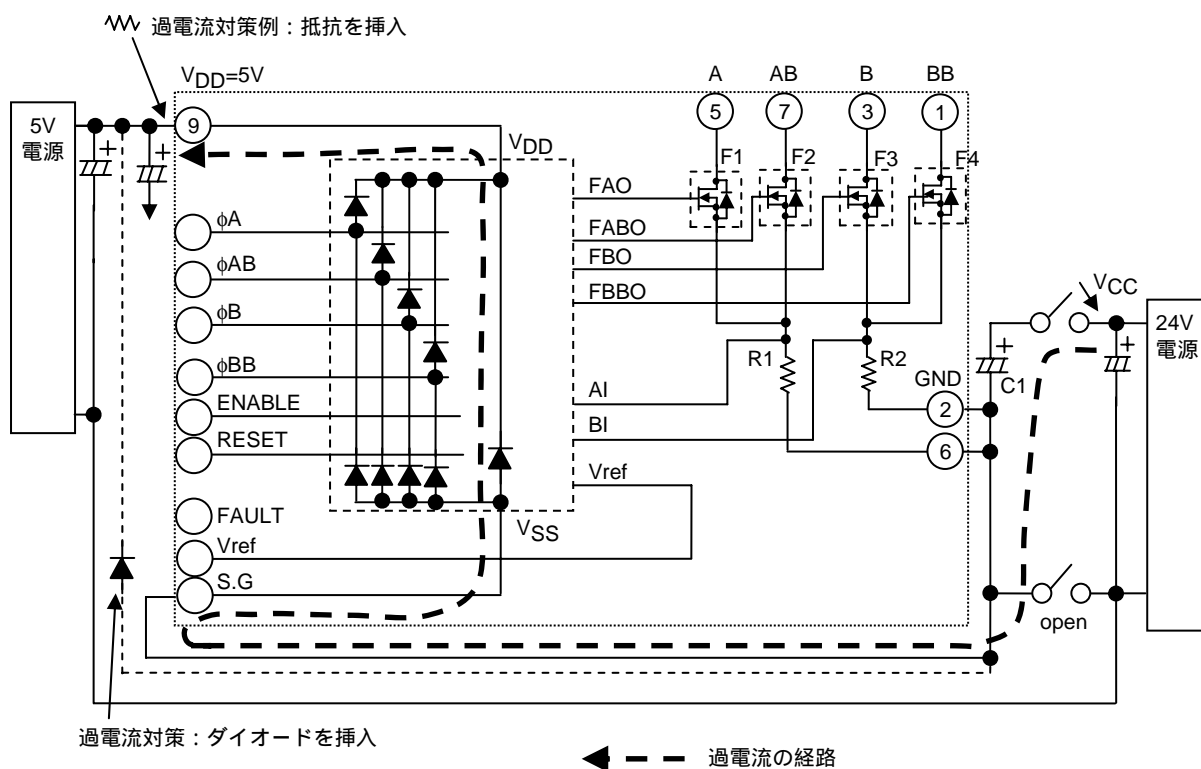 過電流対策例：抵抗を挿入
VDD=5V
A
AB
B
BB
5V
電源
9
5
7
3
1
+
+
VDD
F1
F2
F3
F4
FAO
φA
FABO
φAB
FBO
FBBO
VCC
φB
24V
電源
+
+
R1
R2
C1
φBB
GND
AI
2
ENABLE
BI
RESET
6
Vref
FAULT
VSS
Vref
S.G
open
過電流対策：ダイオードを挿入
過電流の経路